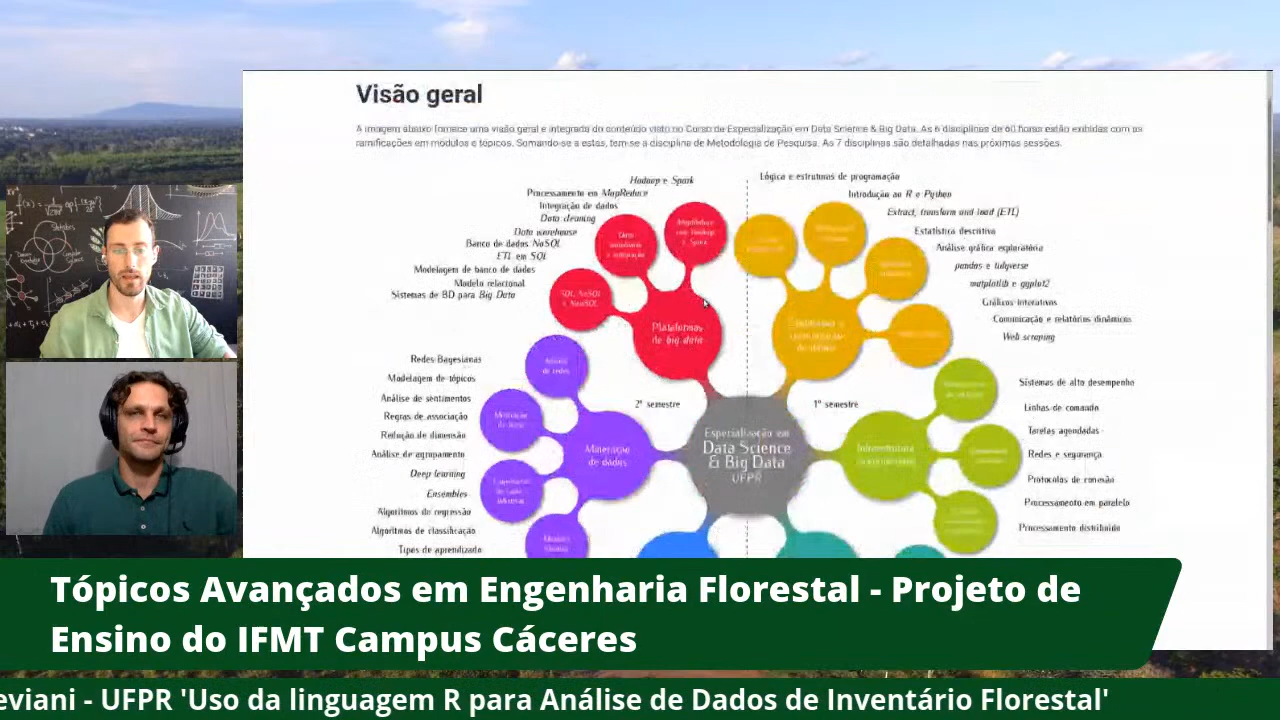 Visão geral
A imagem abaixo fornece uma visão geral e integrada do conteúdo visto no Curso de Especialização em Data Science & Big Data. As 6 disciplinas de 60 horas estão exibidas com as
ramificações em módulos e tópicos. Somando-se a estas, tem-se a disciplina de Metodologia de Pesquisa. As 7 disciplinas são detalhadas nas próximas sessões.
Hadoop e Spark
Processamento em MapReduce
Integração de dados
Data cleaning
Data warehouse
Banco de dados NoSQL
ETL em SQL
Modelagem de banco de dados
Modelo relacional
Sistemas de BD para Big Data
Lógica e estruturas de programação
Introdução ao R e Python
Extract, transform and load (ETL)
Estatística descritiva
Análise gráfica exploratória
pandas e tidyverse
matplotlib e ggplot2
Gráficos interativos
Comunicação e relatórios dinâmicos
Web scraping
MapReduce
com Hadoop
e Spark
SQL, NoSQL
e NewSQL
Plataformas
de big data
2º semestre
1º semestre
Redes Bayesianas
Modelagem de tópicos
Análise de sentimentos
Regras de associação
Redução de dimensão
Análise de agrupamento
Deep learning
Ensembles
Algoritmos de regressão
Algoritmos de classificação
Tipos de aprendizado
Mineração
de dados
Especialização em
Data Science
& Big Data
UFPR
Infraestrutura
Sistemas de alto desempenho
Linhas de comando
Tarefas agendadas
Redes e segurança
Protocolos de conexão
Processamento em paralelo
Processamento distribuído
Tópicos Avançados em Engenharia Florestal - Projeto de
Ensino do IFMT Campus Cáceres
eviani - UFPR 'Uso da linguagem R para Análise de Dados de Inventário Florestal'